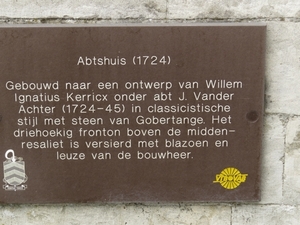 Abtshuis (1724)
Gebouwd naar een ontwerp van Willem
Ignatius Kerricx onder abt J. Vander
Achter (1724-45) in classicistische
stijl met steen van Gobertange. Het
driehoekig fronton boven de midden-
resaliet is versierd met blazoen en
leuze van de bouwheer.